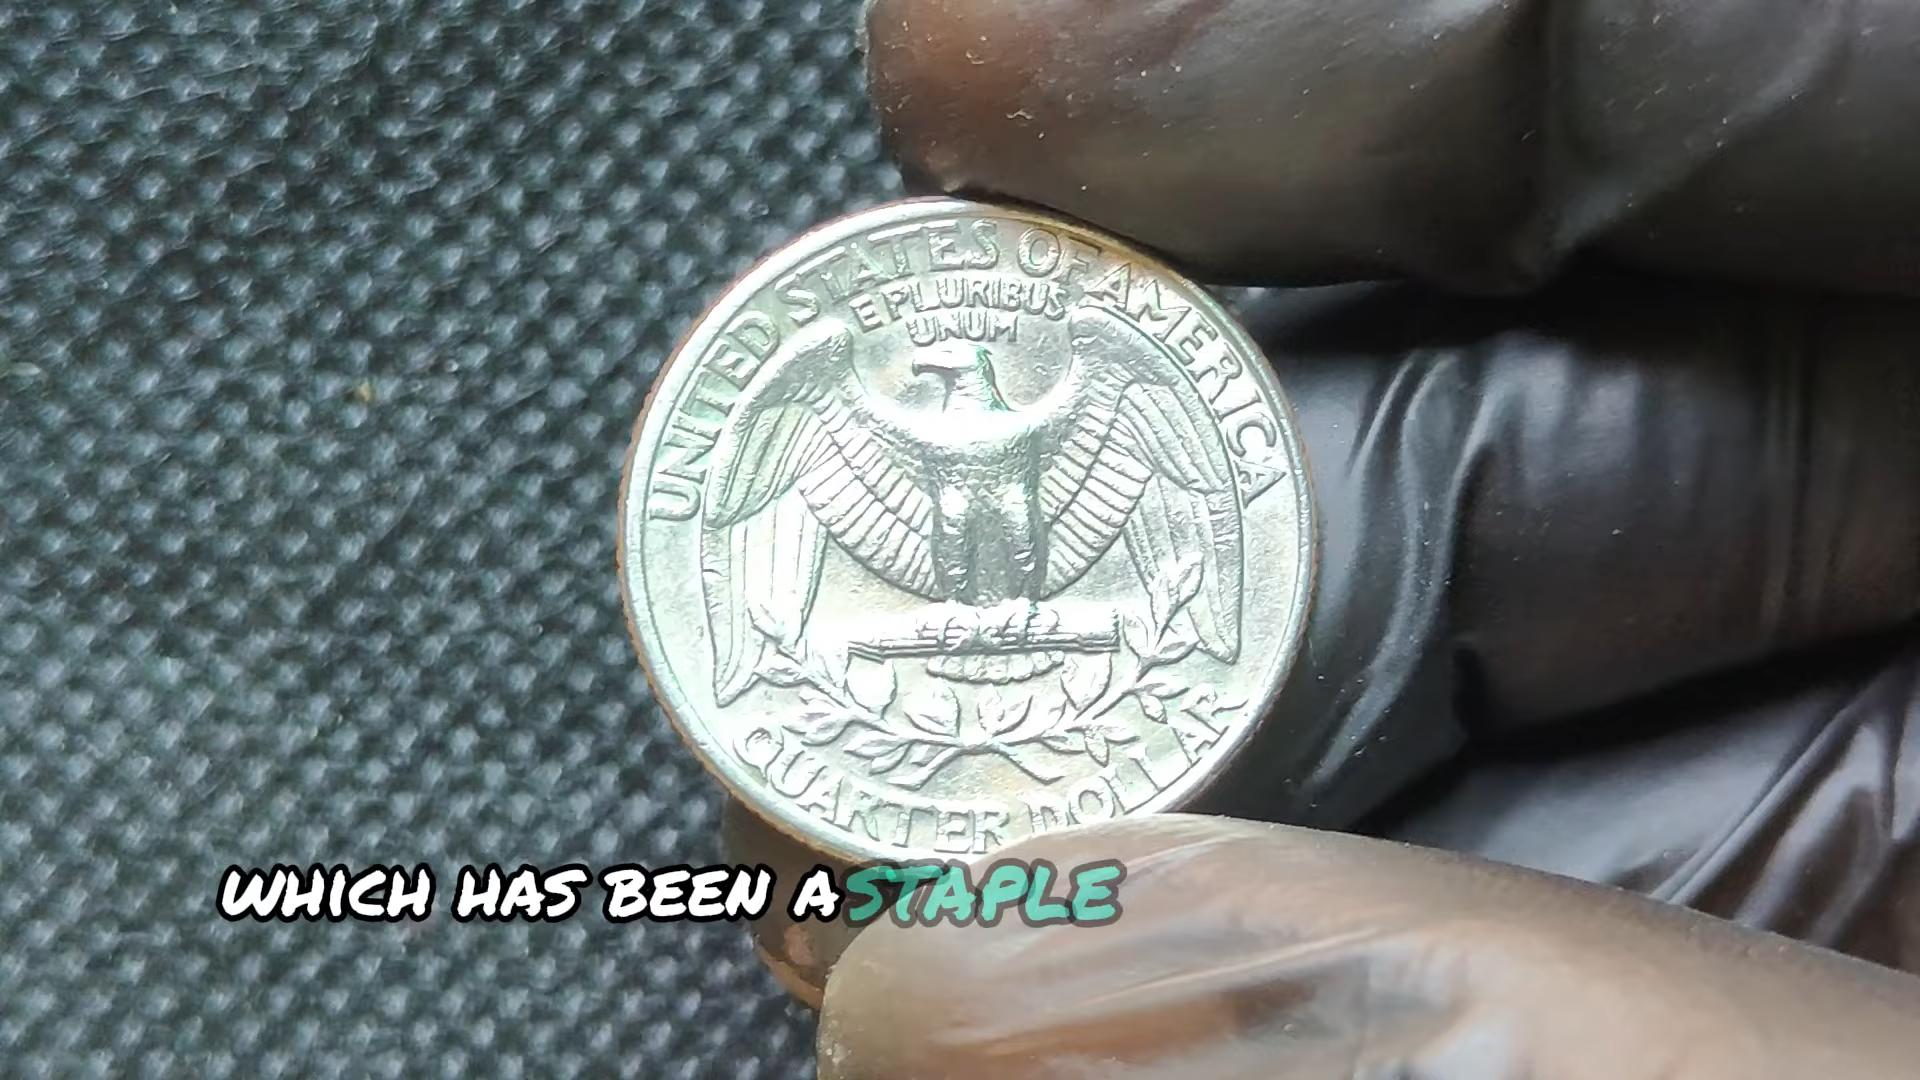 UNITED STATES OF AMERICA
E PLURIBUS
UNUM
QUARTER DOLLAR
WHICH HAS BEEN A STAPLE